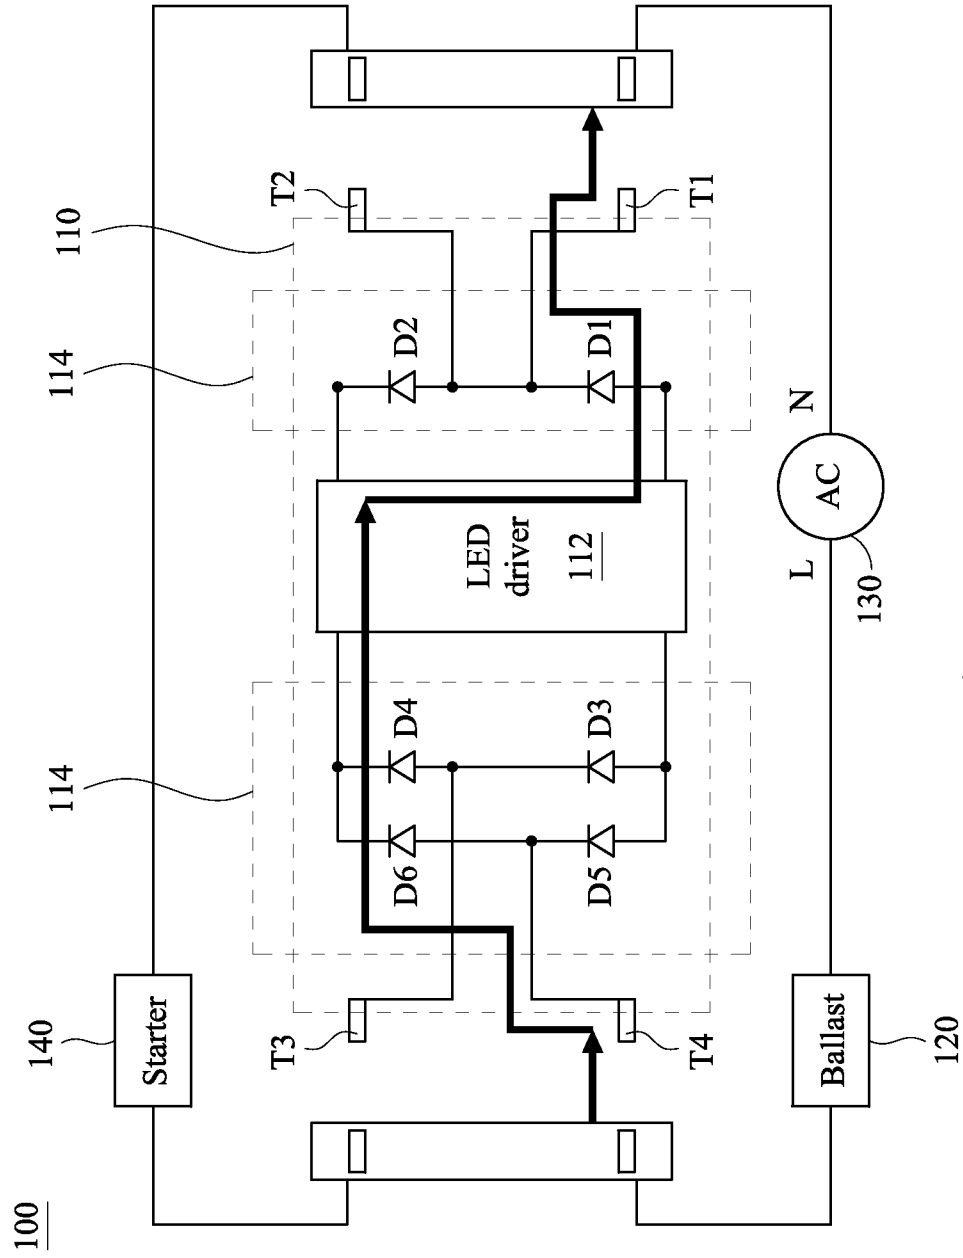 100
140
Starter
114
114
110
T3
T2
D6
D4
D2
LED
driver
112
D5
D3
D1
T4
T1
Ballast
120
L
AC
N
130